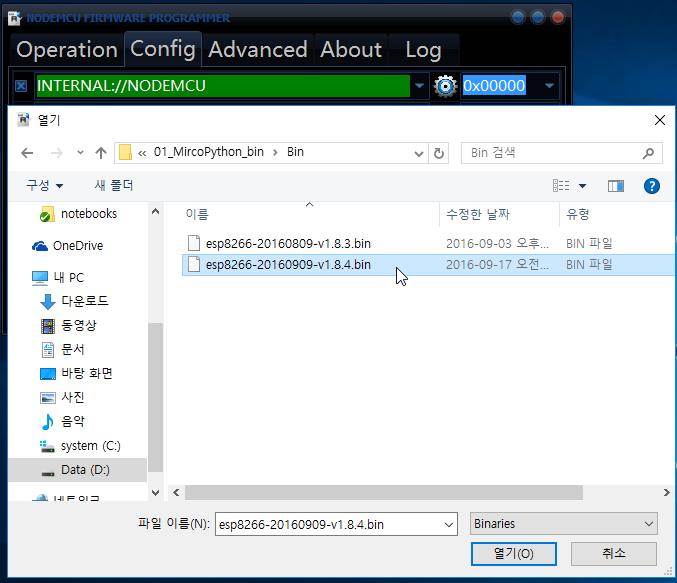 NODEMCU FIRMWARE PROGRAMMER
Operation Config Advanced About Log
INTERNAL://NODEMCU 0x00000
열기
« 01_MircoPython_bin › Bin Bin 검색
구성 새 폴더
notebooks
OneDrive
내 PC
다운로드
동영상
문서
바탕 화면
사진
음악
system (C:)
Data (D:)
네트워크
이름 수정한 날짜 유형
esp8266-20160809-v1.8.3.bin 2016-09-03 오후... BIN 파일
esp8266-20160909-v1.8.4.bin 2016-09-17 오전... BIN 파일
파일 이름(N): esp8266-20160909-v1.8.4.bin Binaries
열기(O) 취소